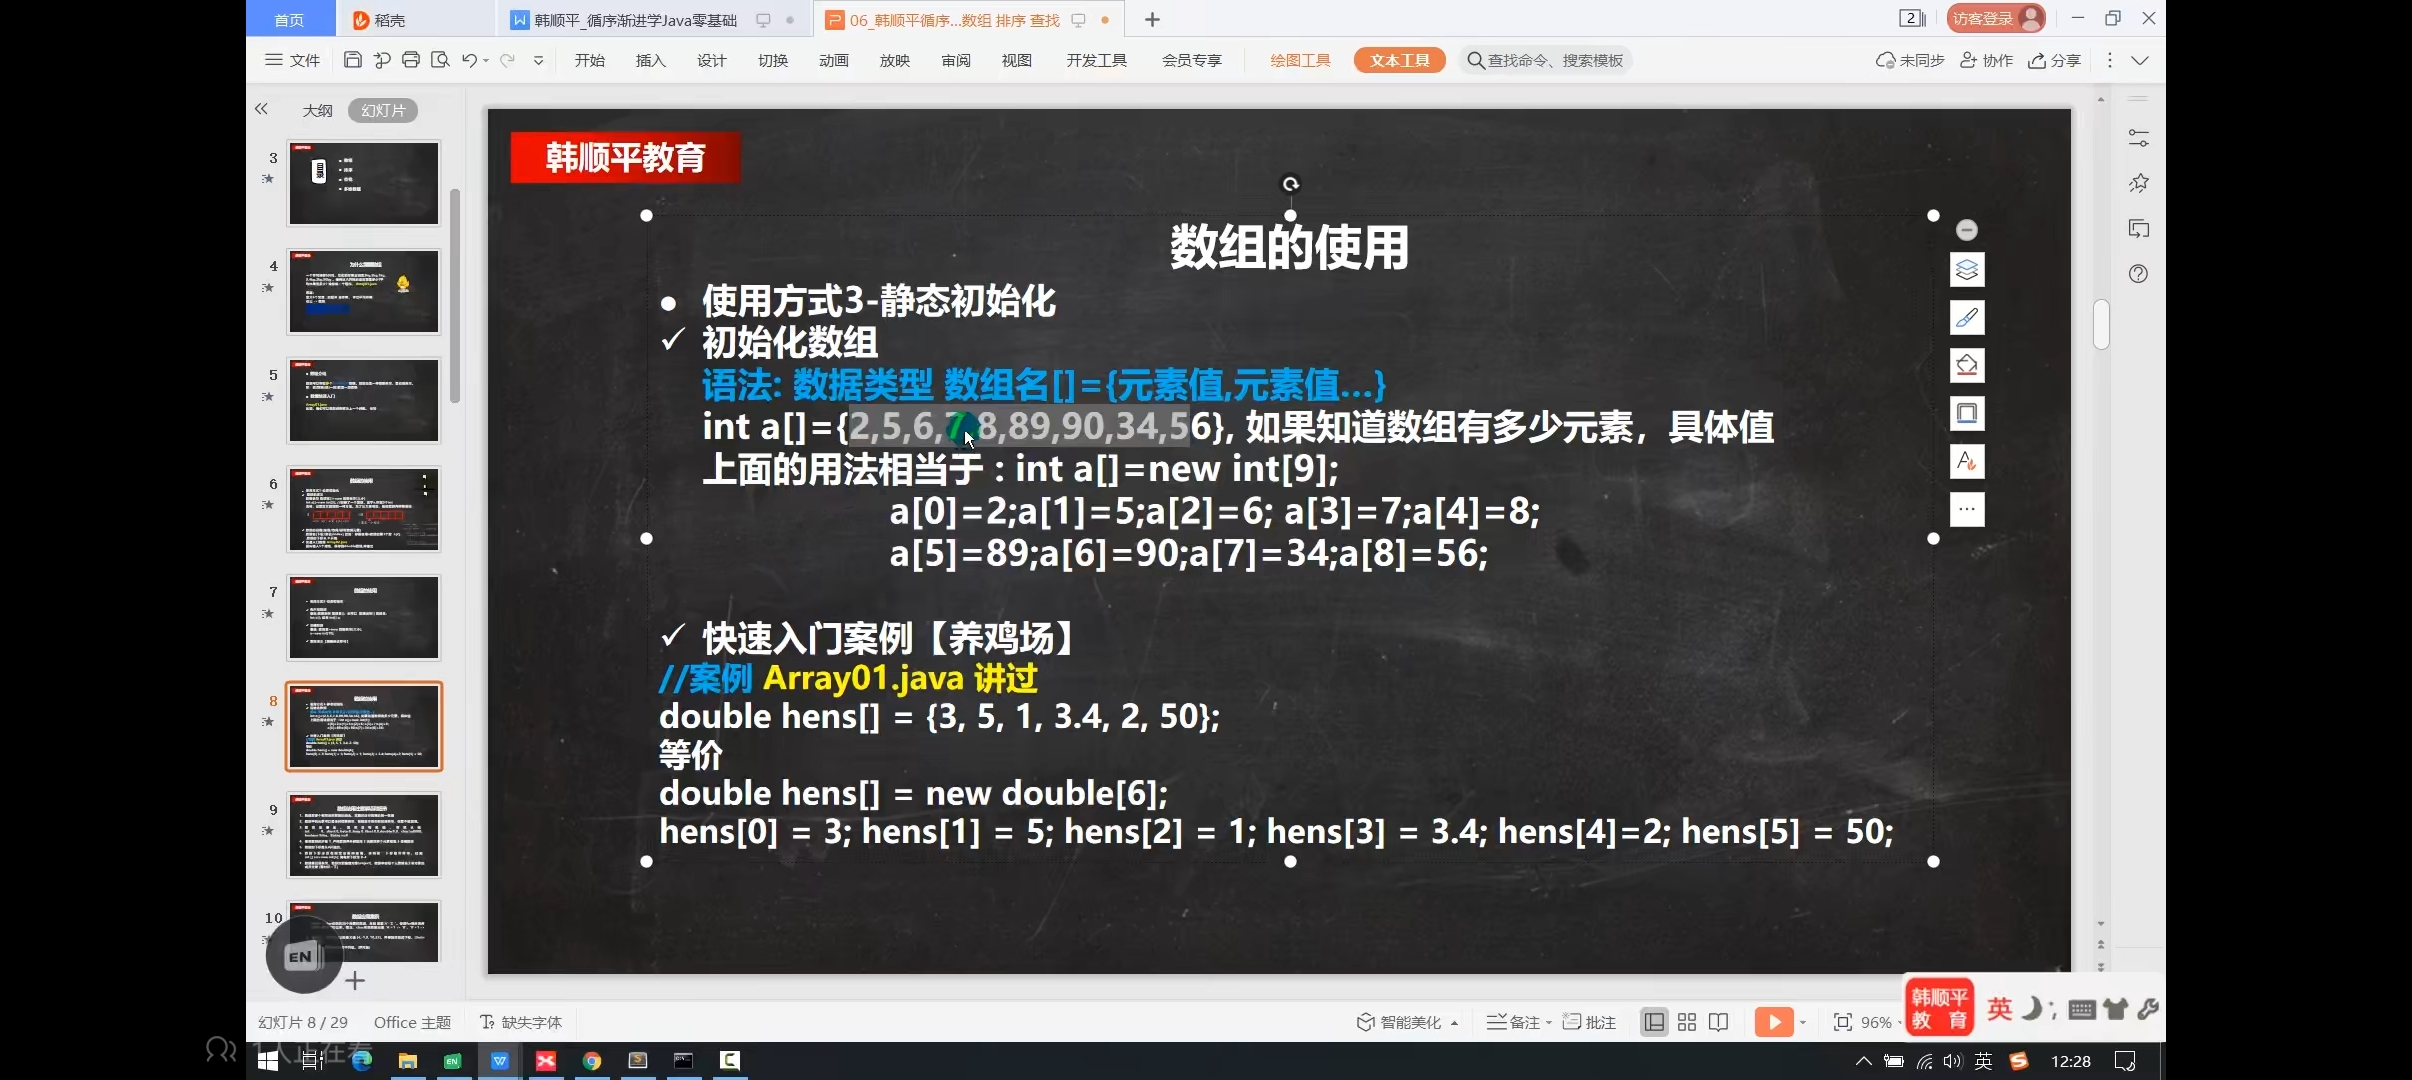 首页
稻壳
韩顺平_循序渐进学Java零基础
06_韩顺平循序...数组 排序 查找
2
访客登录
文件
开始
插入
设计
切换
动画
放映
审阅
视图
开发工具
会员专享
绘图工具
文本工具
查找命令、搜索模板
未同步
协作
分享
大纲
幻灯片
3
目录
4
5
6
7
8
9
10
韩顺平教育
数组的使用
● 使用方式3-静态初始化
✓ 初始化数组
语法: 数据类型 数组名[]={元素值,元素值...}
int a[]={2,5,6,7,8,89,90,34,56}, 如果知道数组有多少元素，具体值
上面的用法相当于 : int a[]=new int[9];
a[0]=2;a[1]=5;a[2]=6; a[3]=7;a[4]=8;
a[5]=89;a[6]=90;a[7]=34;a[8]=56;
✓ 快速入门案例【养鸡场】
//案例 Array01.java 讲过
double hens[] = {3, 5, 1, 3.4, 2, 50};
等价
double hens[] = new double[6];
hens[0] = 3; hens[1] = 5; hens[2] = 1; hens[3] = 3.4; hens[4]=2; hens[5] = 50;
EN
幻灯片 8 / 29
Office 主题
缺失字体
智能美化
备注
批注
96%
韩顺平
教 育
英
1人正在看
英
12:28